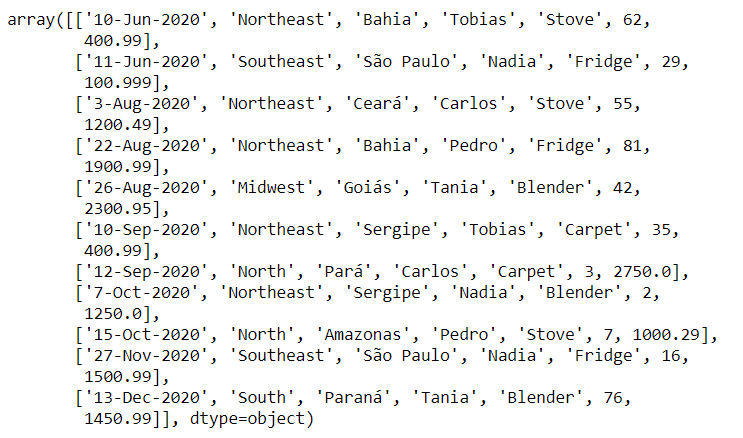 array([['10-Jun-2020', 'Northeast', 'Bahia', 'Tobias', 'Stove', 62,
400.99],
['11-Jun-2020', 'Southeast', 'São Paulo', 'Nadia', 'Fridge', 29,
100.999],
['3-Aug-2020', 'Northeast', 'Ceará', 'Carlos', 'Stove', 55,
1200.49],
['22-Aug-2020', 'Northeast', 'Bahia', 'Pedro', 'Fridge', 81,
1900.99],
['26-Aug-2020', 'Midwest', 'Goiás', 'Tania', 'Blender', 42,
2300.95],
['10-Sep-2020', 'Northeast', 'Sergipe', 'Tobias', 'Carpet', 35,
400.99],
['12-Sep-2020', 'North', 'Pará', 'Carlos', 'Carpet', 3, 2750.0],
['7-Oct-2020', 'Northeast', 'Sergipe', 'Nadia', 'Blender', 2,
1250.0],
['15-Oct-2020', 'North', 'Amazonas', 'Pedro', 'Stove', 7, 1000.29],
['27-Nov-2020', 'Southeast', 'São Paulo', 'Nadia', 'Fridge', 16,
1500.99],
['13-Dec-2020', 'South', 'Paraná', 'Tania', 'Blender', 76,
1450.99]], dtype=object)